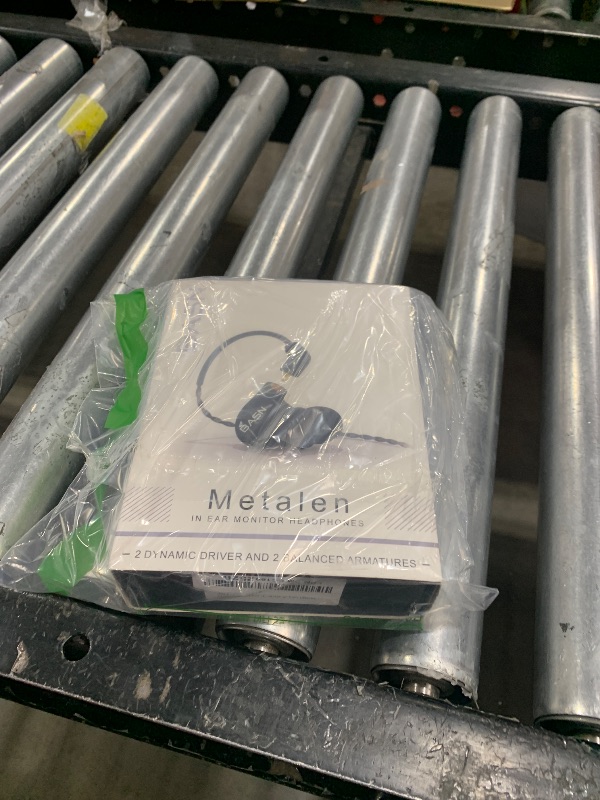 BASN
Metalen
IN EAR MONITOR HEADPHONES
— 2 DYNAMIC DRIVER AND 2 BALANCED ARMATURES —